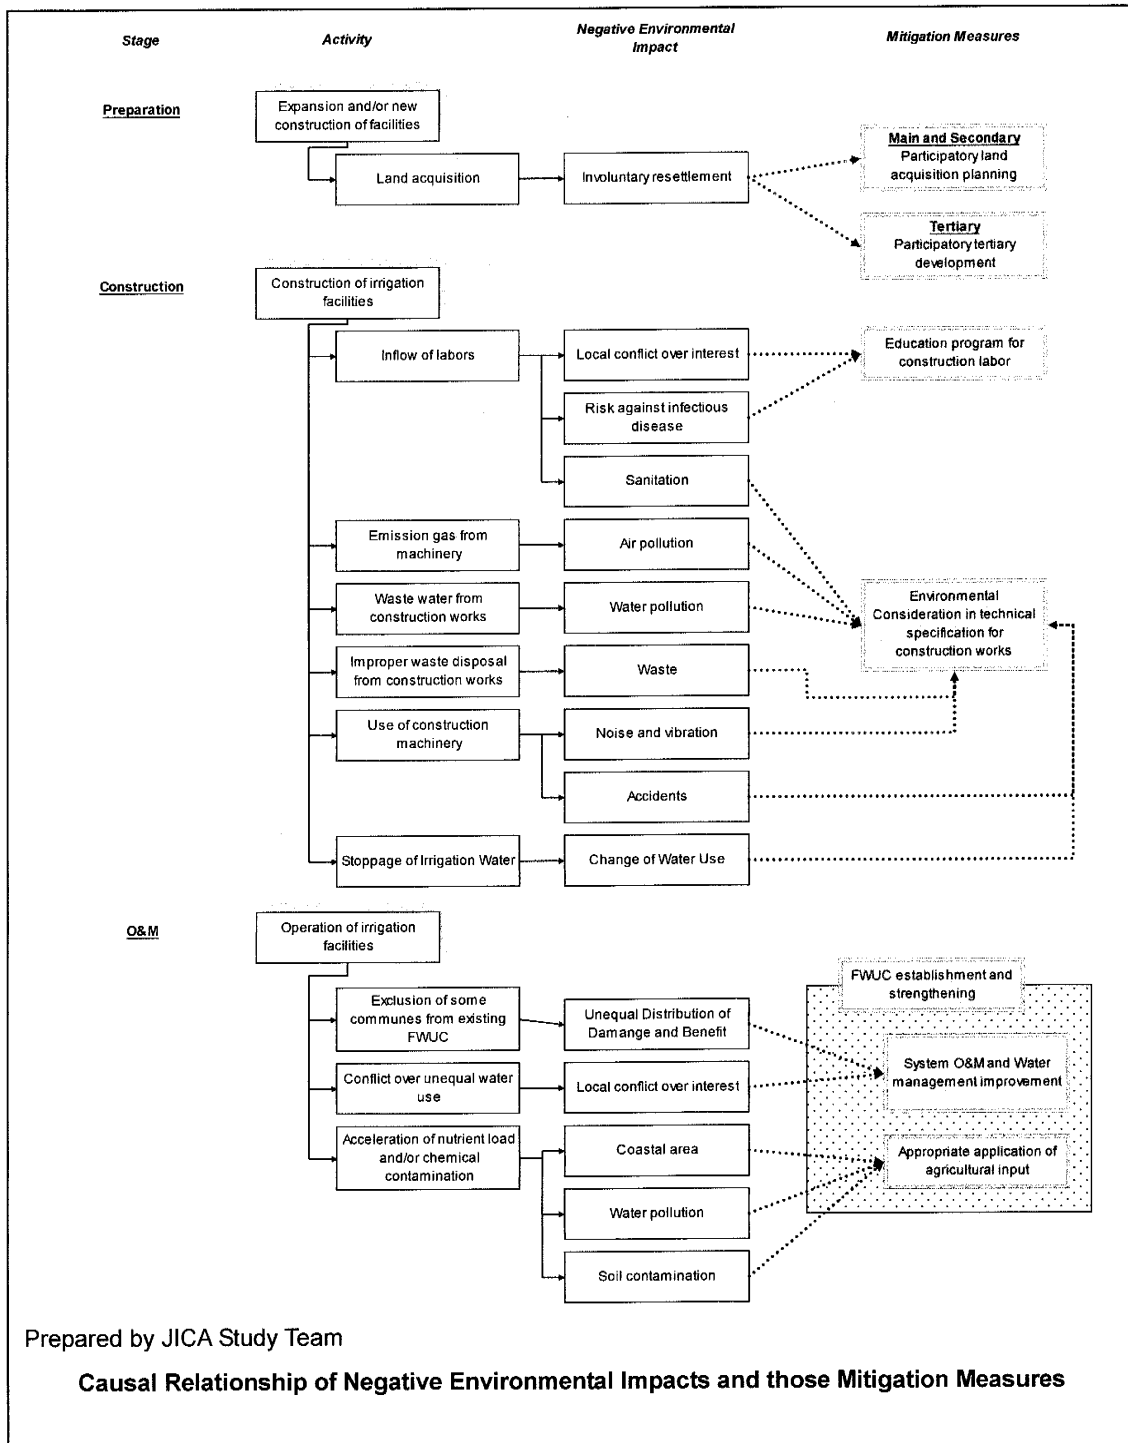 Stage
Activity
Negative Environmental
Impact
Mitigation Measures
Preparation
Expansion and/or new
construction of facilities
Land acquisition
Involuntary resettlement
Main and Secondary
Participatory land
acquisition planning
Tertiary
Participatory tertiary
development
Construction
Construction of irrigation
facilities
Inflow of labors
Local conflict over interest
Education program for
construction labor
Risk against infectious
disease
Sanitation
Emission gas from
machinery
Air pollution
Waste water from
construction works
Water pollution
Environmental
Consideration in technical
specification for
construction works
Improper waste disposal
from construction works
Waste
Use of construction
machinery
Noise and vibration
Accidents
Stoppage of Irrigation Water
Change of Water Use
O&M
Operation of irrigation
facilities
FWUC establishment and
strengthening
Exclusion of some
communes from existing
FWUC
Unequal Distribution of
Damange and Benefit
System O&M and Water
management improvement
Conflict over unequal water
use
Local conflict over interest
Acceleration of nutrient load
and/or chemical
contamination
Coastal area
Appropriate application of
agricultural input
Water pollution
Soil contamination
Prepared by JICA Study Team
Causal Relationship of Negative Environmental Impacts and those Mitigation Measures